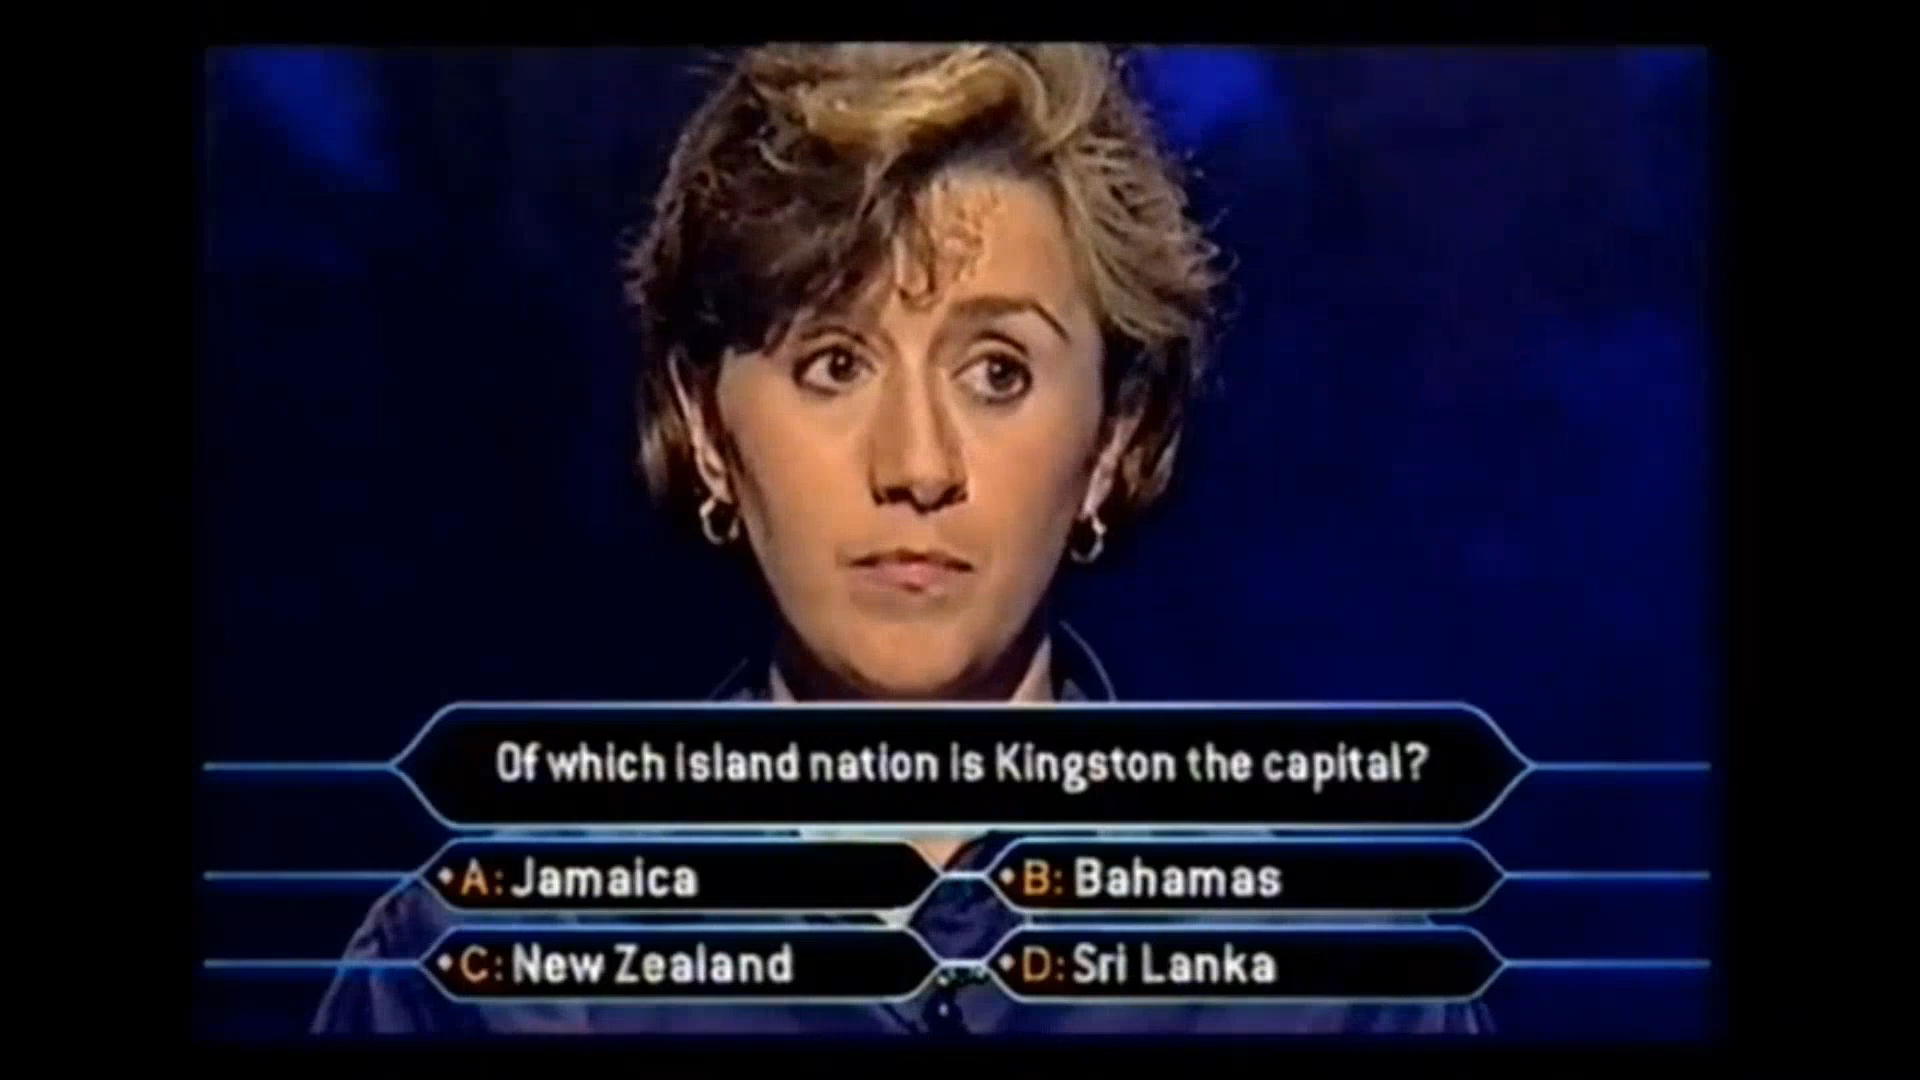 Of which island nation is Kingston the capital?
A: Jamaica
B: Bahamas
C: New Zealand
D: Sri Lanka